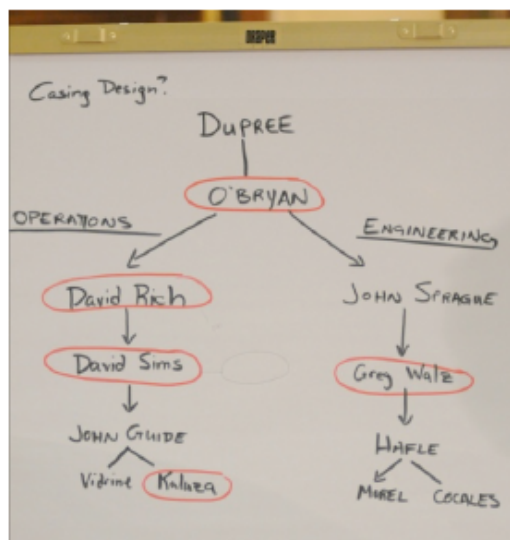 DRAPER
Casing Design?
DUPREE
O'BRYAN
OPERATIONS
ENGINEERING
David Rich
JOHN SPRAGUE
David Sims
Greg Walz
JOHN GUIDE
HAFLE
Vidrine Kaluza
MOREL COCALES